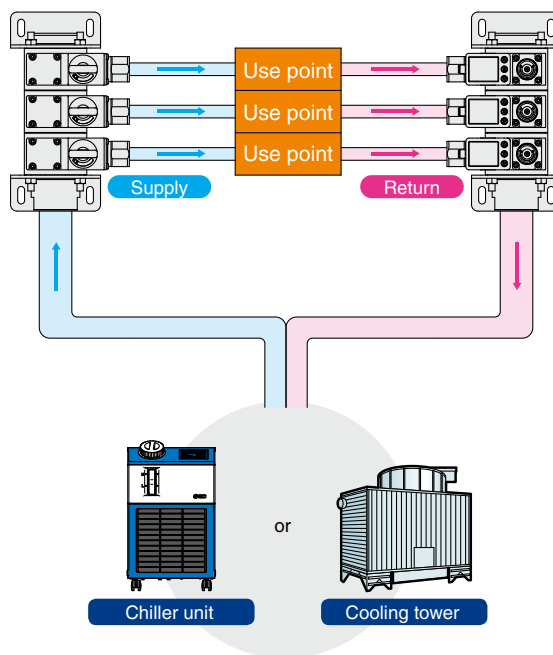 Use point
Use point
Use point
Supply
Return
or
Chiller unit
Cooling tower